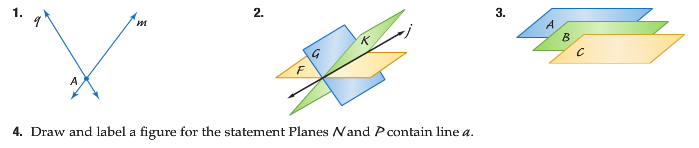 1.
q
m
A
2.
j
K
G
F
3.
A
B
C
4. Draw and label a figure for the statement Planes N and P contain line a.